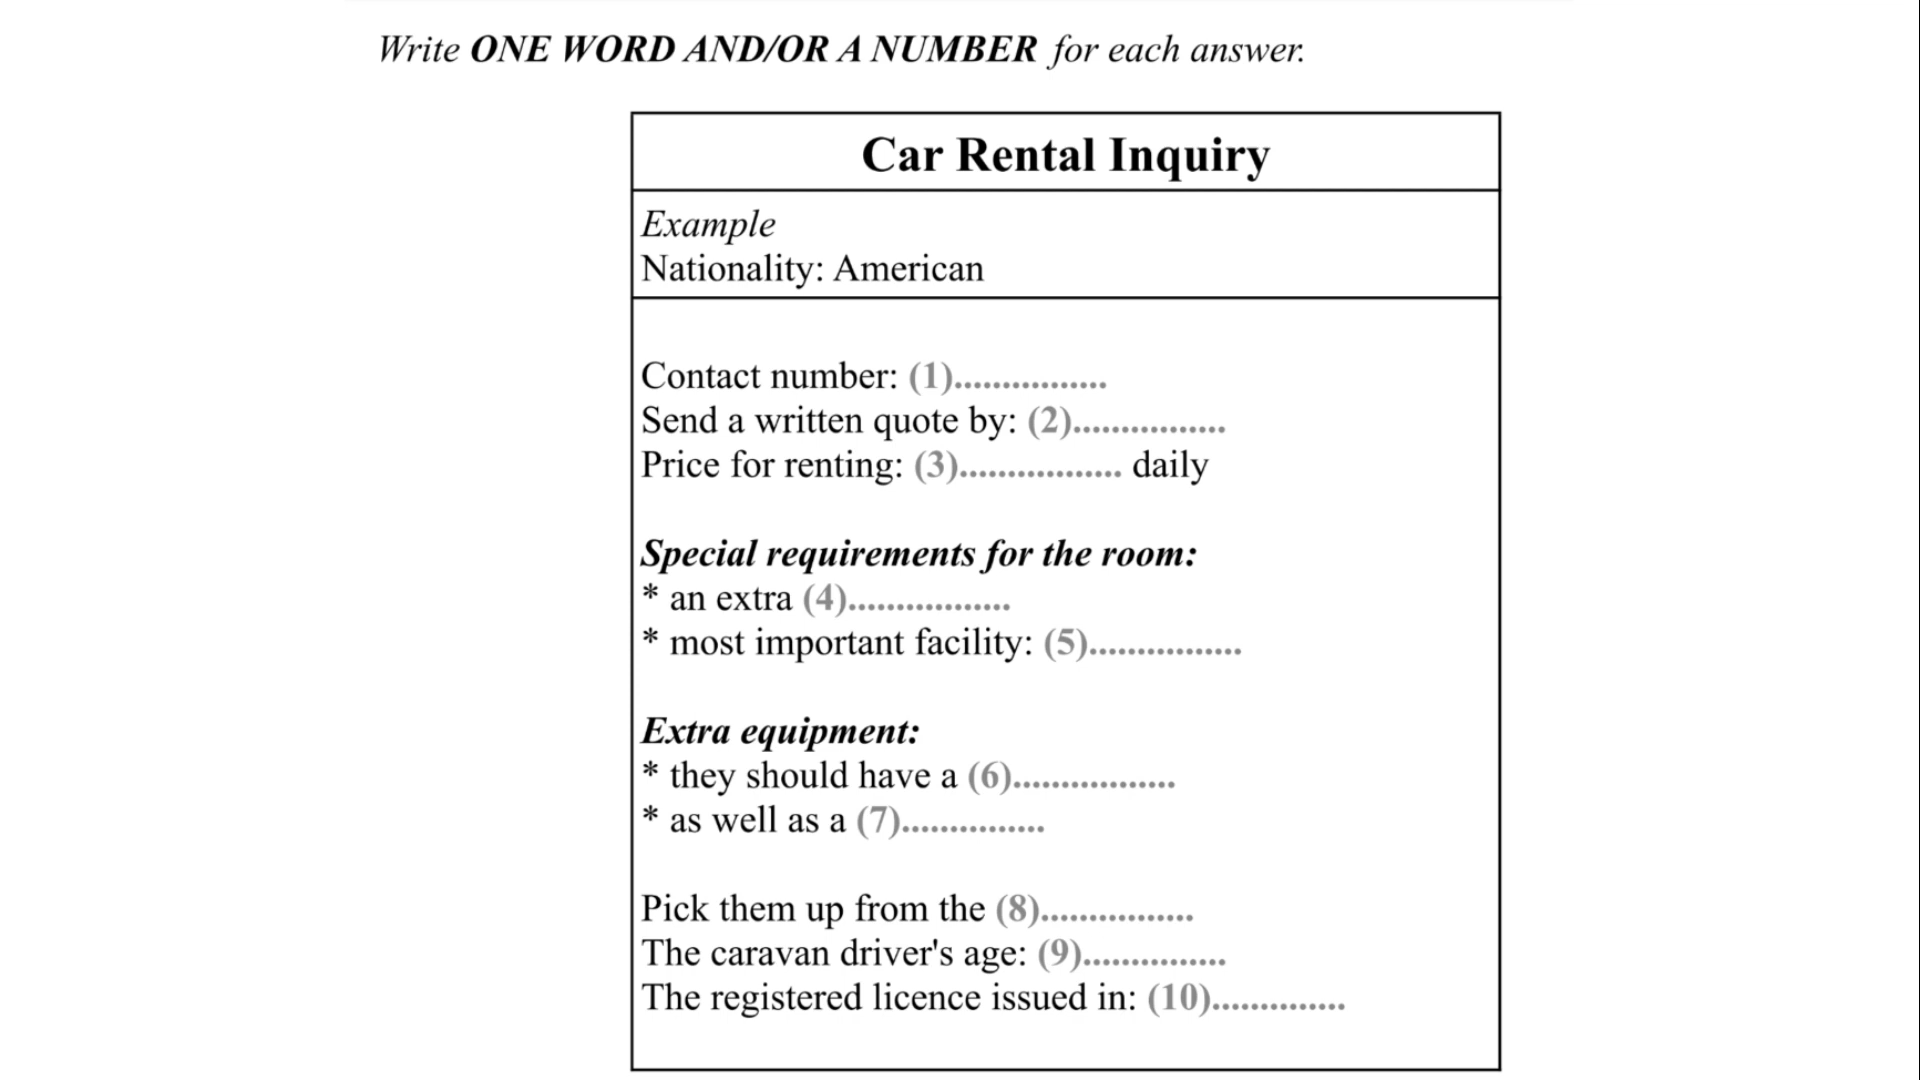 Write ONE WORD AND/OR A NUMBER for each answer.
Car Rental Inquiry
Example
Nationality: American
Contact number: (1)................
Send a written quote by: (2)................
Price for renting: (3)................. daily
Special requirements for the room:
* an extra (4).................
* most important facility: (5)................
Extra equipment:
* they should have a (6).................
* as well as a (7)...............
Pick them up from the (8)................
The caravan driver's age: (9)...............
The registered licence issued in: (10)..............